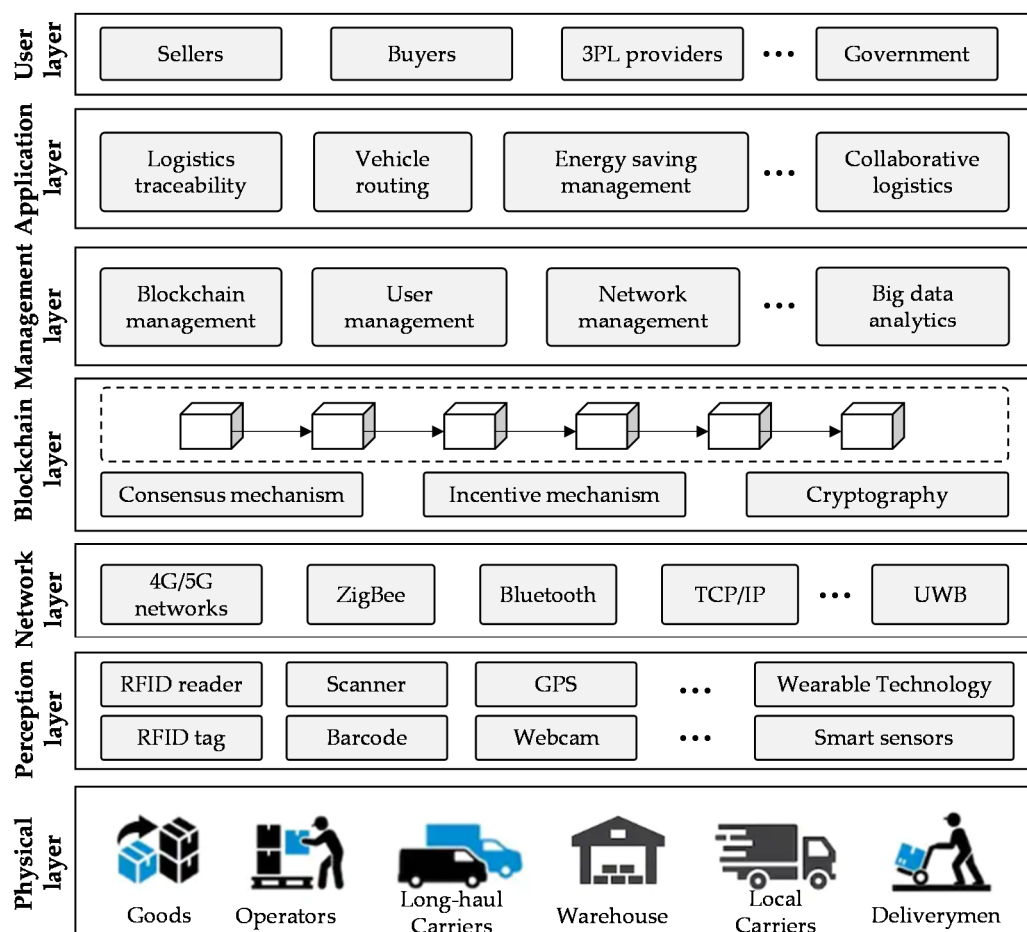 User
layer
Sellers
Buyers
3PL providers
•••
Government
Application
layer
Logistics
traceability
Vehicle
routing
Energy saving
management
•••
Collaborative
logistics
Management
layer
Blockchain
management
User
management
Network
management
•••
Big data
analytics
Blockchain
layer
Consensus mechanism
Incentive mechanism
Cryptography
Network
layer
4G/5G
networks
ZigBee
Bluetooth
TCP/IP
•••
UWB
Perception
layer
RFID reader
Scanner
GPS
•••
Wearable Technology
RFID tag
Barcode
Webcam
•••
Smart sensors
Physical
layer
Goods
Operators
Long-haul
Carriers
Warehouse
Local
Carriers
Deliverymen